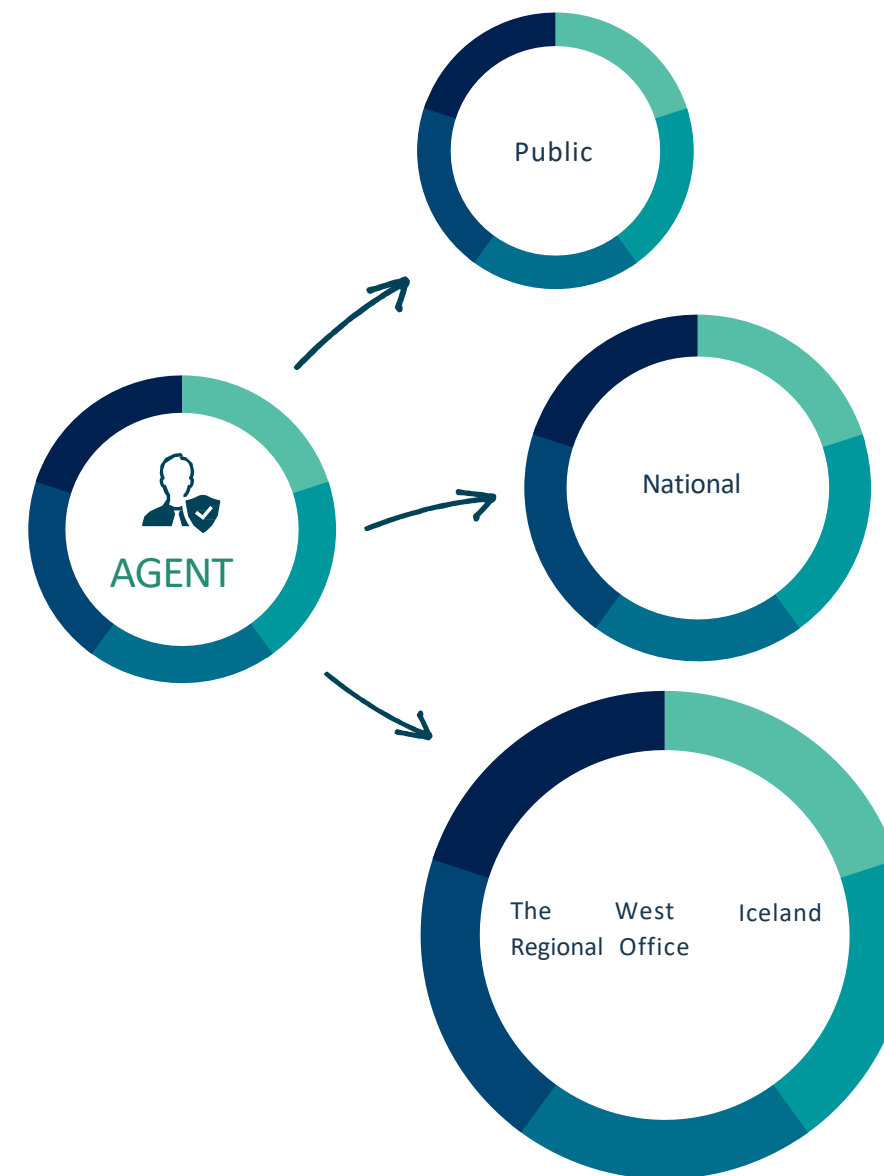 Public
National
AGENT
The West Iceland
Regional Office